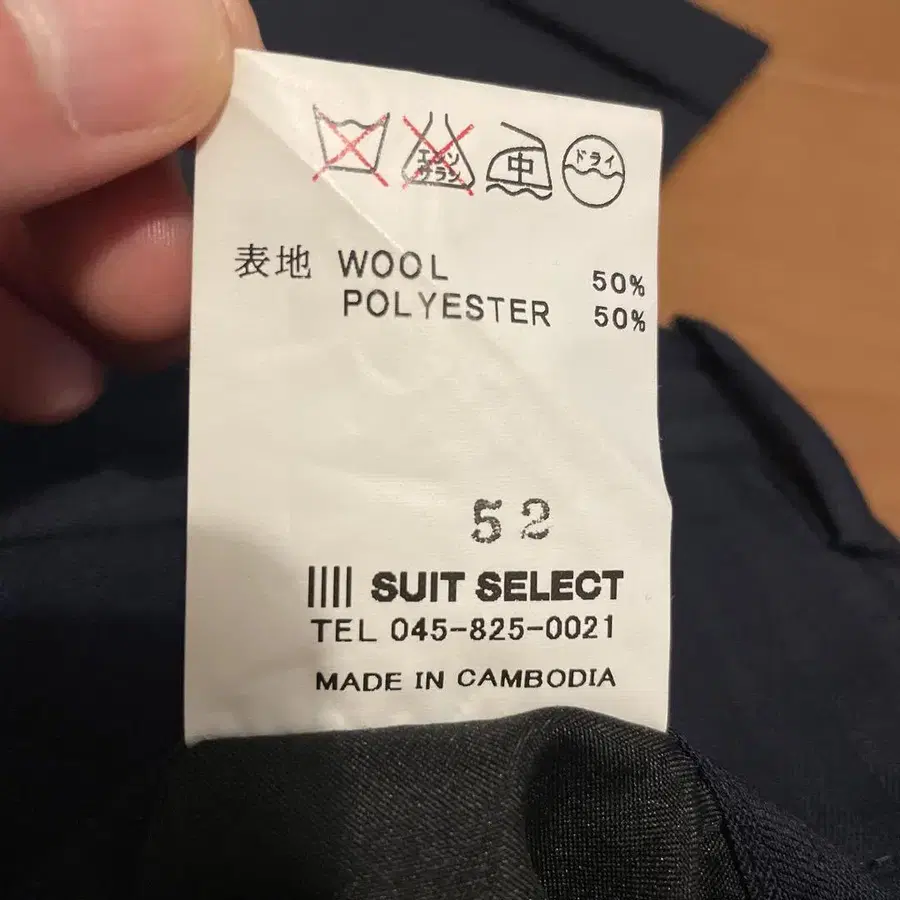 エンソ
サラシ
中
ドライ
表地 WOOL 50%
POLYESTER 50%
52
SUIT SELECT
TEL 045-825-0021
MADE IN CAMBODIA